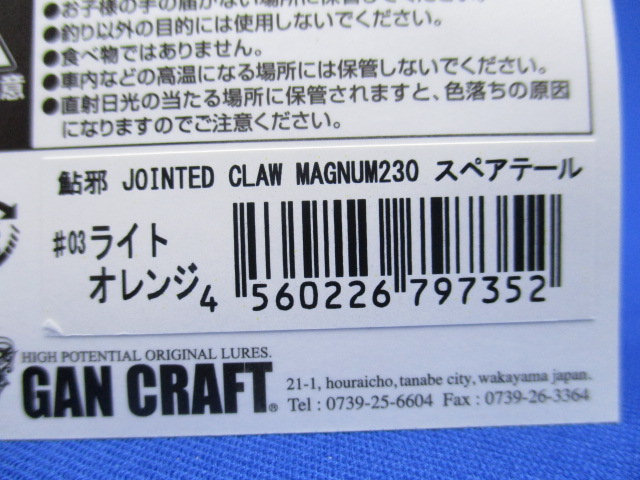 ●お子様の手の届かない場所に保管してください。
●釣り以外の目的には使用しないでください。
●食べ物ではありません。
●車内などの高温になる場所には保管しないでください。
●直射日光の当たる場所に保管されますと、色落ちの原因
になりますのでご注意ください。
意
鮎邪 JOINTED CLAW MAGNUM230 スペアテール
#03ライト
オレンジ
4 560226 797352
HIGH POTENTIAL ORIGINAL LURES.
GAN CRAFT®
21-1, houraicho, tanabe city, wakayama japan.
Tel : 0739-25-6604 Fax : 0739-26-3364